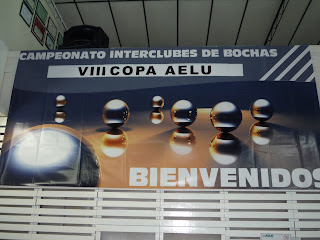 CAMPEONATO INTERCLUBES DE BOCHAS
VIII COPA AELU
BIENVENIDOS